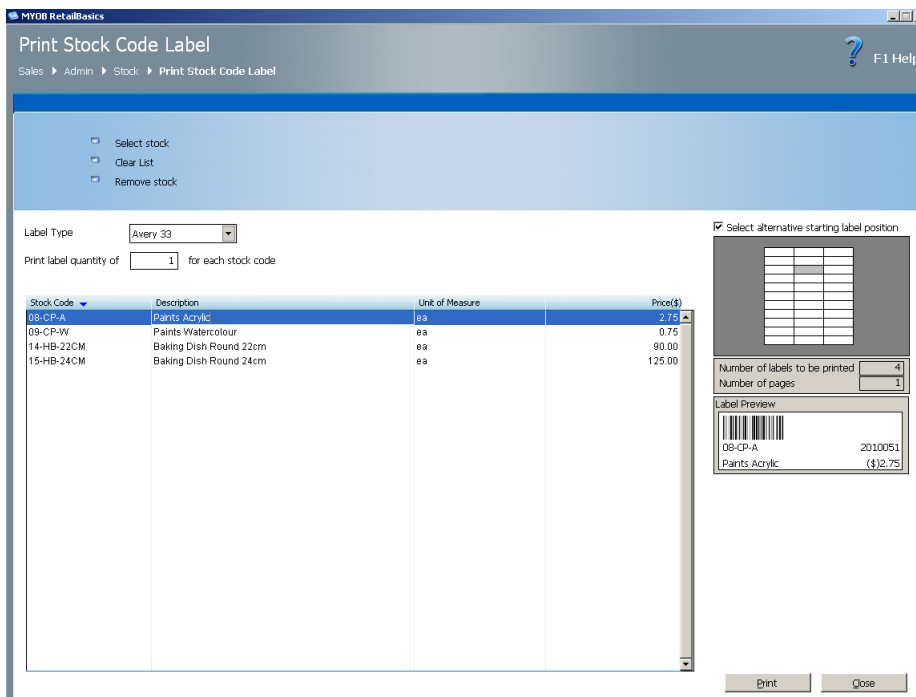 MYOB RetailBasics
Print Stock Code Label
Sales Admin Stock Print Stock Code Label
F1 Help
Select stock
Clear List
Remove stock
Label Type Avery 33
Print label quantity of 1 for each stock code
Stock Code Description Unit of Measure Price($)
08-CP-A Paints Acrylic ea 2.75
09-CP-W Paints Watercolour ea 0.75
14-HB-22CM Baking Dish Round 22cm ea 90.00
15-HB-24CM Baking Dish Round 24cm ea 125.00
Select alternative starting label position
Number of labels to be printed 4
Number of pages 1
Label Preview
08-CP-A 2010051
Paints Acrylic ($)2.75
Print Close